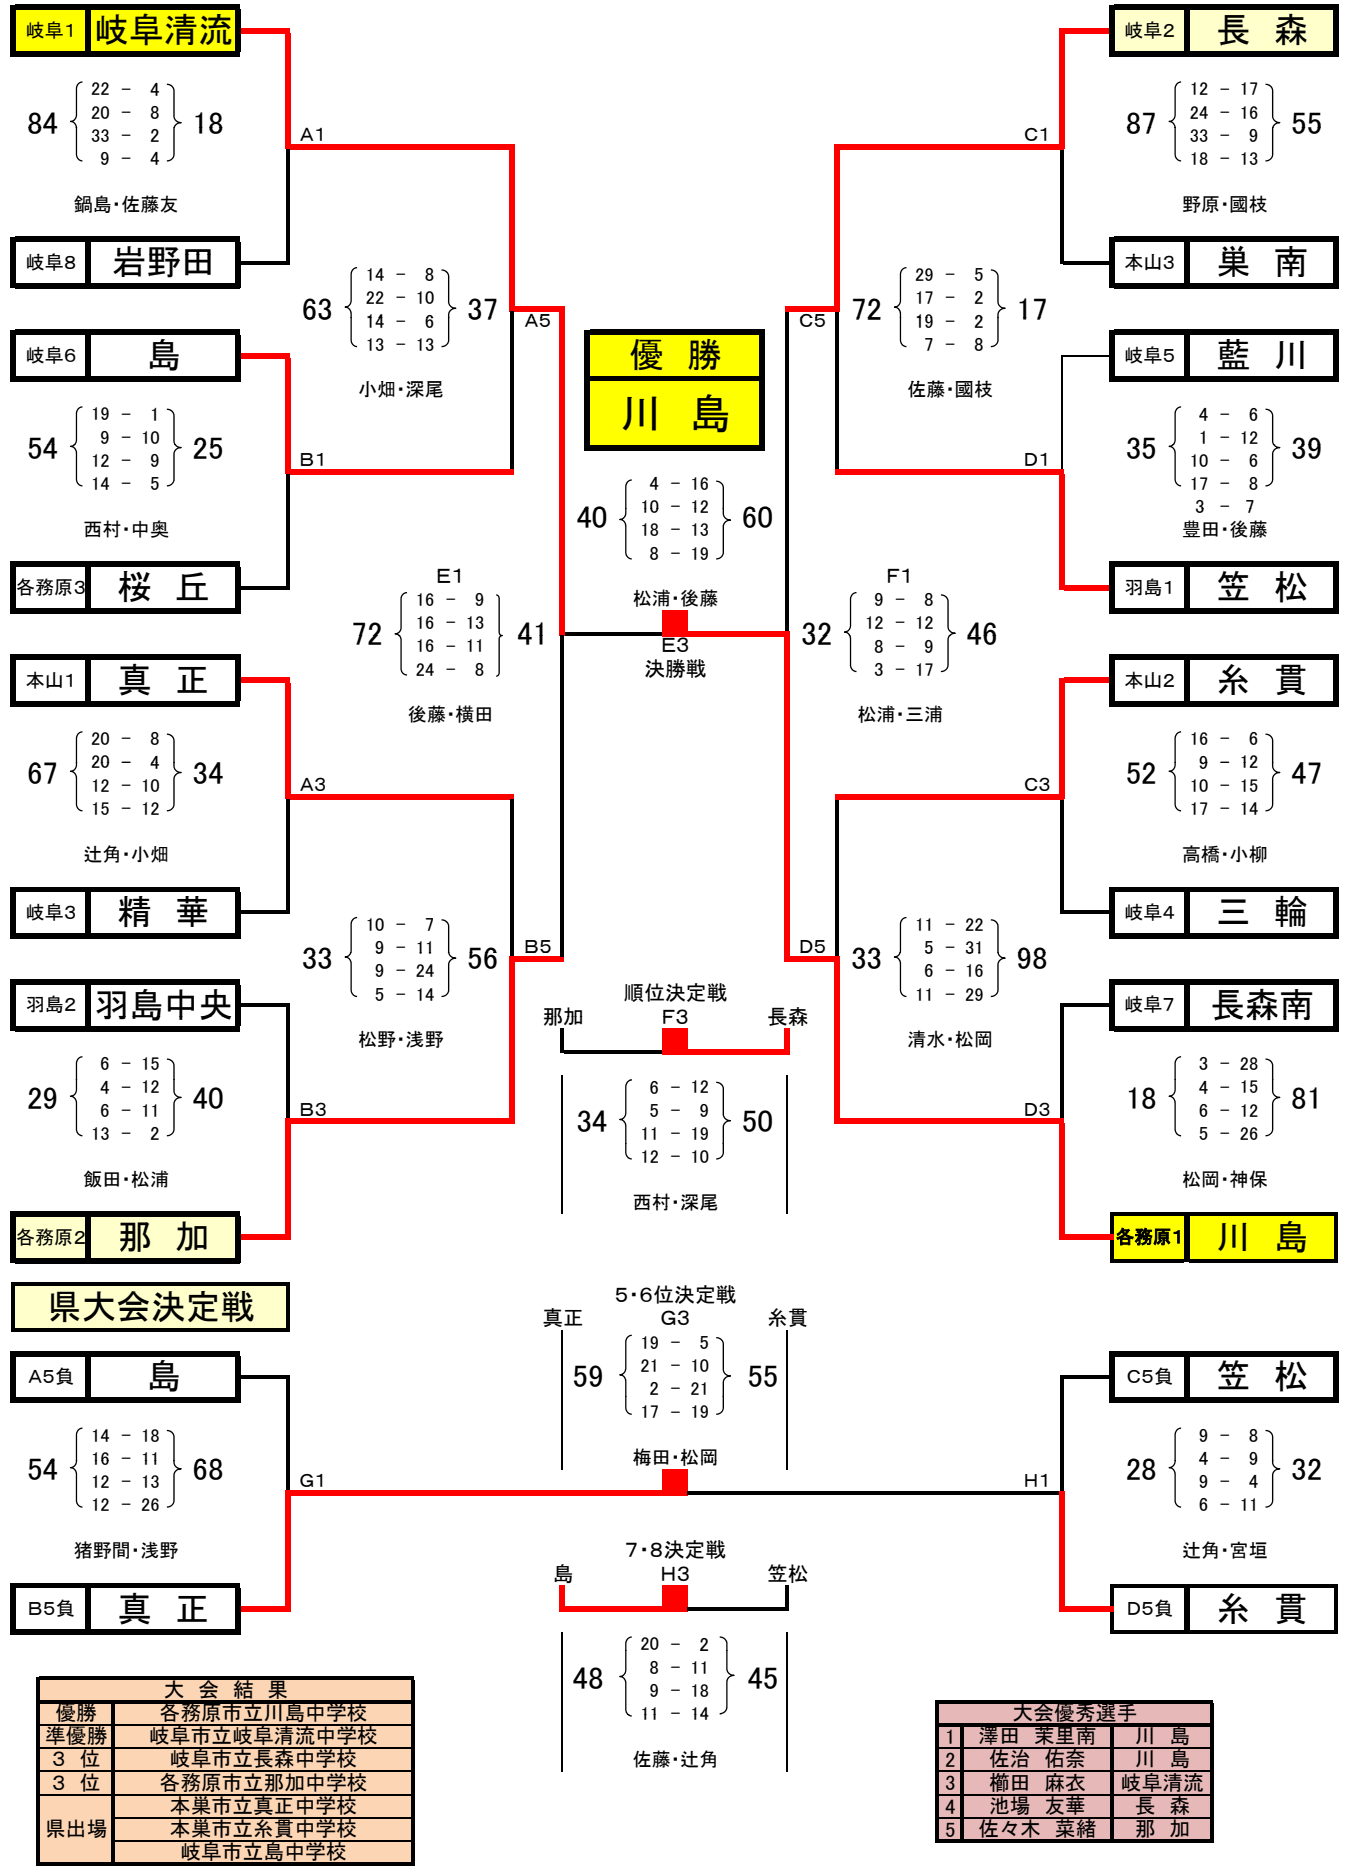 岐阜1 岐阜清流
84 22 - 4 18
20 - 8
33 - 2
9 - 4
鍋島・佐藤友
A1
岐阜8 岩野田
63 14 - 8 37
22 - 10
14 - 6
13 - 13
小畑・深尾
A5
岐阜6 島
54 19 - 1 25
9 - 10
12 - 9
14 - 5
西村・中奥
B1
各務原3 桜 丘
E1
72 16 - 9 41
16 - 13
16 - 11
24 - 8
後藤・横田
本山1 真 正
67 20 - 8 34
20 - 4
12 - 10
15 - 12
辻角・小畑
A3
岐阜3 精 華
33 10 - 7 56
9 - 11
9 - 24
5 - 14
松野・浅野
B5
羽島2 羽島中央
29 6 - 15 40
4 - 12
6 - 11
13 - 2
飯田・松浦
B3
各務原2 那 加
優 勝
川 島
40 4 - 16 60
10 - 12
18 - 13
8 - 19
松浦・後藤
E3
決勝戦
順位決定戦
那加 F3 長森
34 6 - 12 50
5 - 9
11 - 19
12 - 10
西村・深尾
岐阜2 長 森
87 12 - 17 55
24 - 16
33 - 9
18 - 13
野原・國枝
C1
本山3 巣 南
72 29 - 5 17
17 - 2
19 - 2
7 - 8
佐藤・國枝
C5
岐阜5 藍 川
35 4 - 6 39
1 - 12
10 - 6
17 - 8
3 - 7
豊田・後藤
D1
羽島1 笠 松
F1
32 9 - 8 46
12 - 12
8 - 9
3 - 17
松浦・三浦
本山2 糸 貫
52 16 - 6 47
9 - 12
10 - 15
17 - 14
高橋・小柳
C3
岐阜4 三 輪
33 11 - 22 98
5 - 31
6 - 16
11 - 29
清水・松岡
D5
岐阜7 長森南
18 3 - 28 81
4 - 15
6 - 12
5 - 26
松岡・神保
D3
各務原1 川 島
県大会決定戦
A5負 島
54 14 - 18 68
16 - 11
12 - 13
12 - 26
猪野間・浅野
G1
B5負 真 正
5・6位決定戦
真正 G3 糸貫
59 19 - 5 55
21 - 10
2 - 21
17 - 19
梅田・松岡
C5負 笠 松
28 9 - 8 32
4 - 9
9 - 4
6 - 11
辻角・宮垣
H1
D5負 糸 貫
7・8決定戦
島 H3 笠松
48 20 - 2 45
8 - 11
9 - 18
11 - 14
佐藤・辻角
大 会 結 果
優勝 各務原市立川島中学校
準優勝 岐阜市立岐阜清流中学校
3 位 岐阜市立長森中学校
3 位 各務原市立那加中学校
県出場 本巣市立真正中学校
本巣市立糸貫中学校
岐阜市立島中学校
大会優秀選手
1 澤田 茉里南 川 島
2 佐治 佑奈 川 島
3 櫛田 麻衣 岐阜清流
4 池場 友華 長 森
5 佐々木 菜緒 那 加